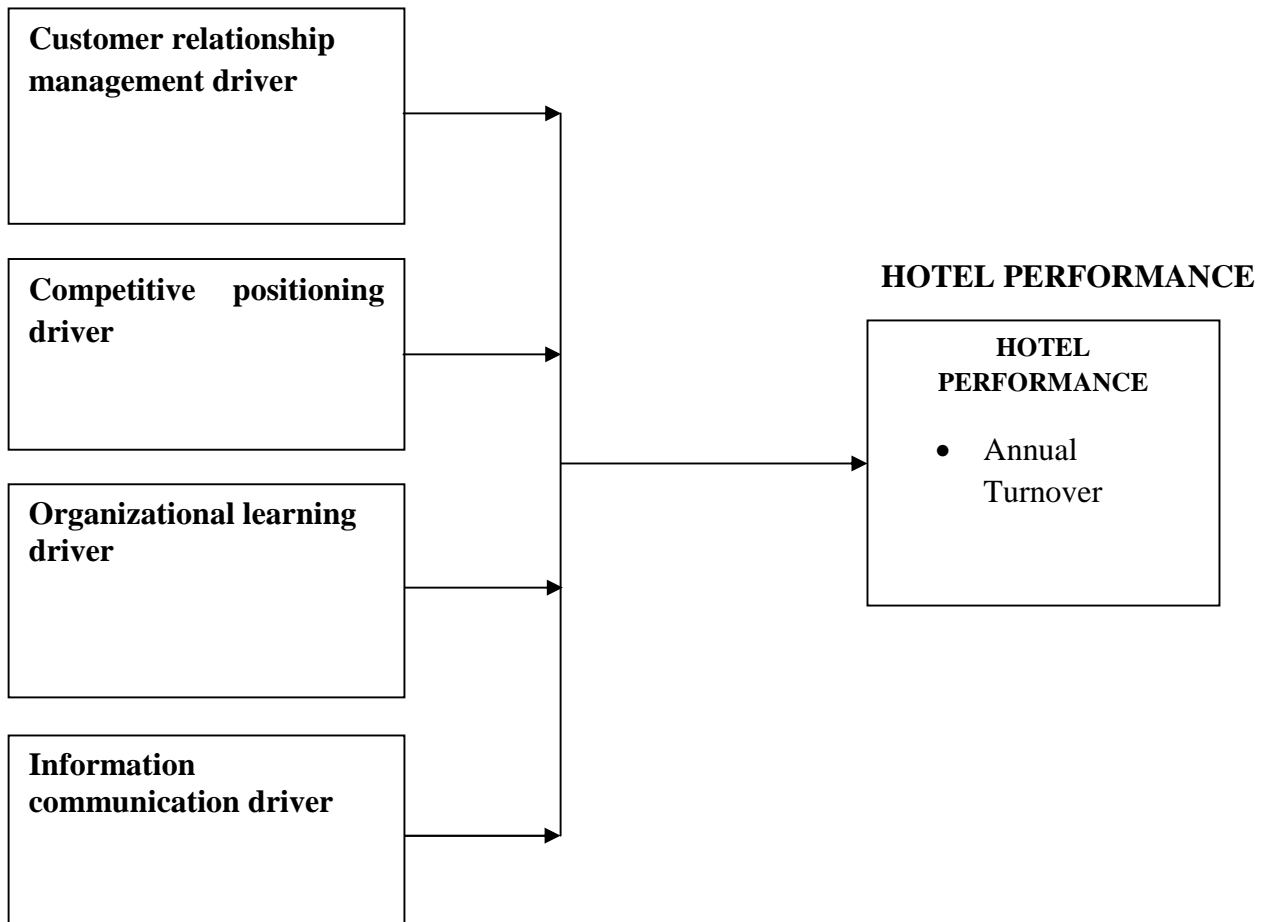 Customer relationship
management driver
Competitive positioning
driver
Organizational learning
driver
Information
communication driver
HOTEL PERFORMANCE
HOTEL
PERFORMANCE
• Annual
Turnover